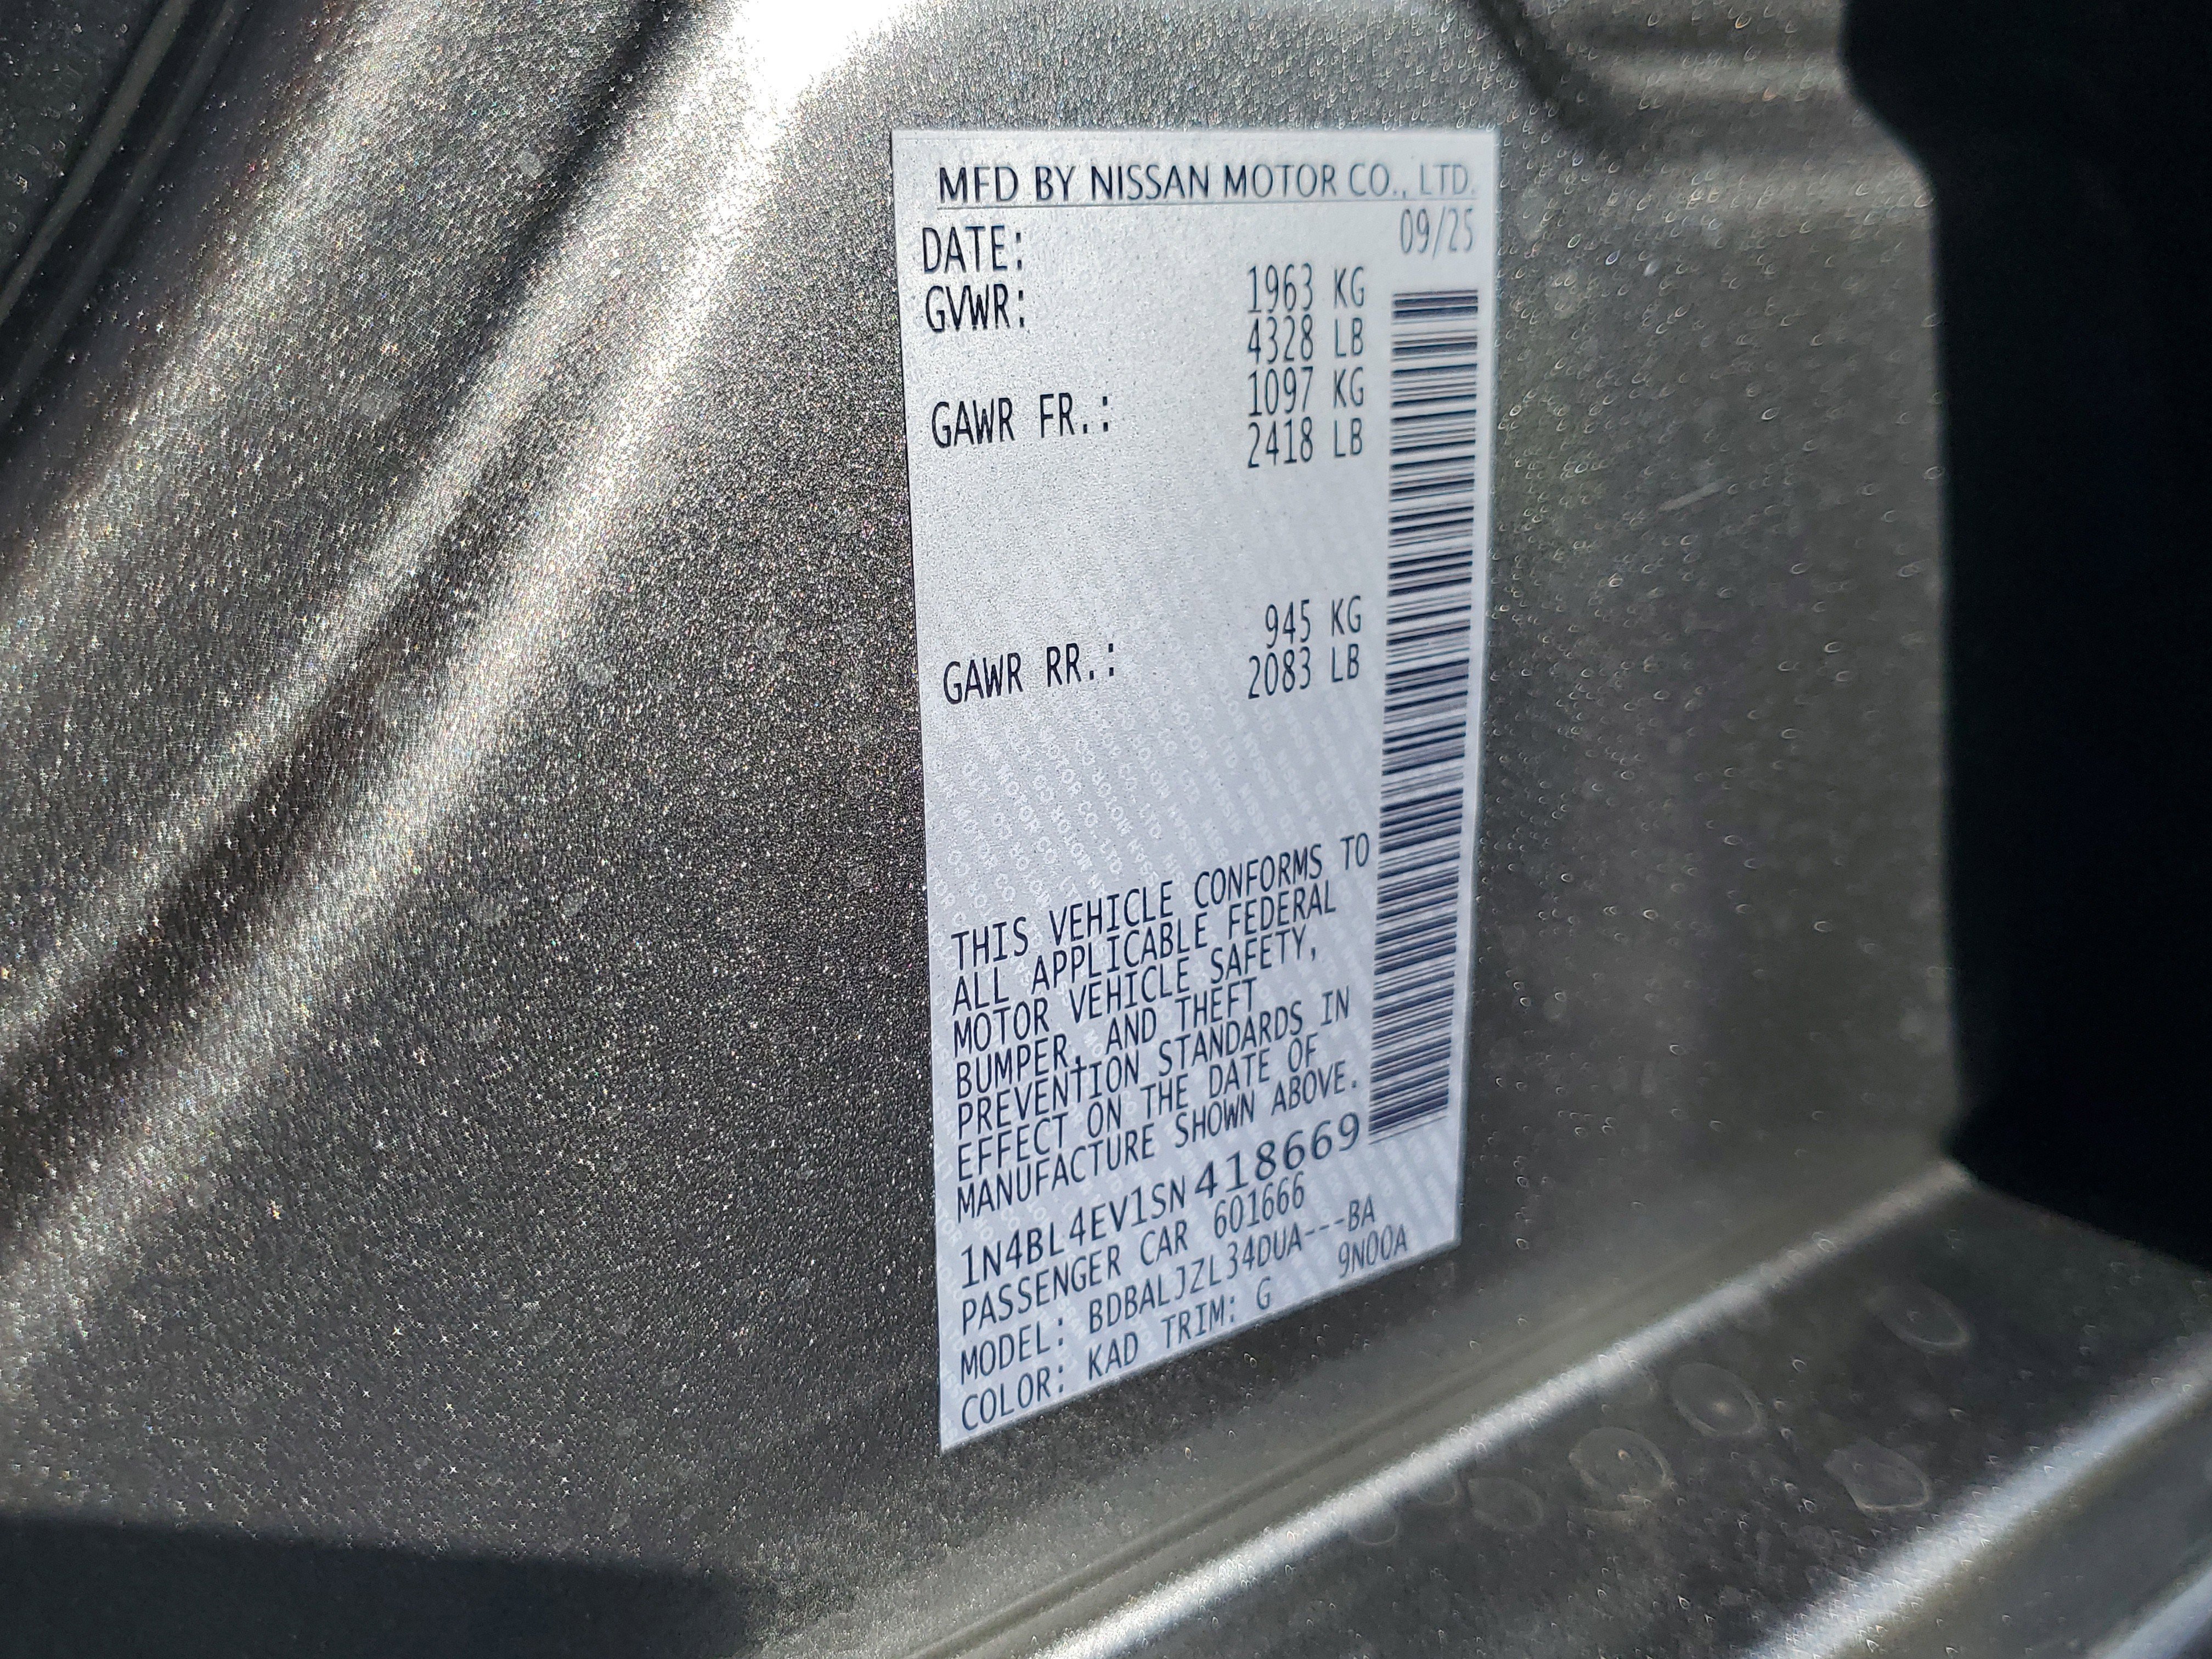 MFD BY NISSAN MOTOR CO., LTD.
DATE: 09/25
GVWR: 1963 KG
4328 LB
GAWR FR.: 1097 KG
2418 LB
GAWR RR.: 945 KG
2083 LB
THIS VEHICLE CONFORMS TO
ALL APPLICABLE FEDERAL
MOTOR VEHICLE SAFETY,
BUMPER, AND THEFT
PREVENTION STANDARDS IN
EFFECT ON THE DATE OF
MANUFACTURE SHOWN ABOVE.
1N4BL4EV1SN418669
PASSENGER CAR 601666
MODEL: BDBALJZL34DUA---BA
COLOR: KAD TRIM: G 9N00A